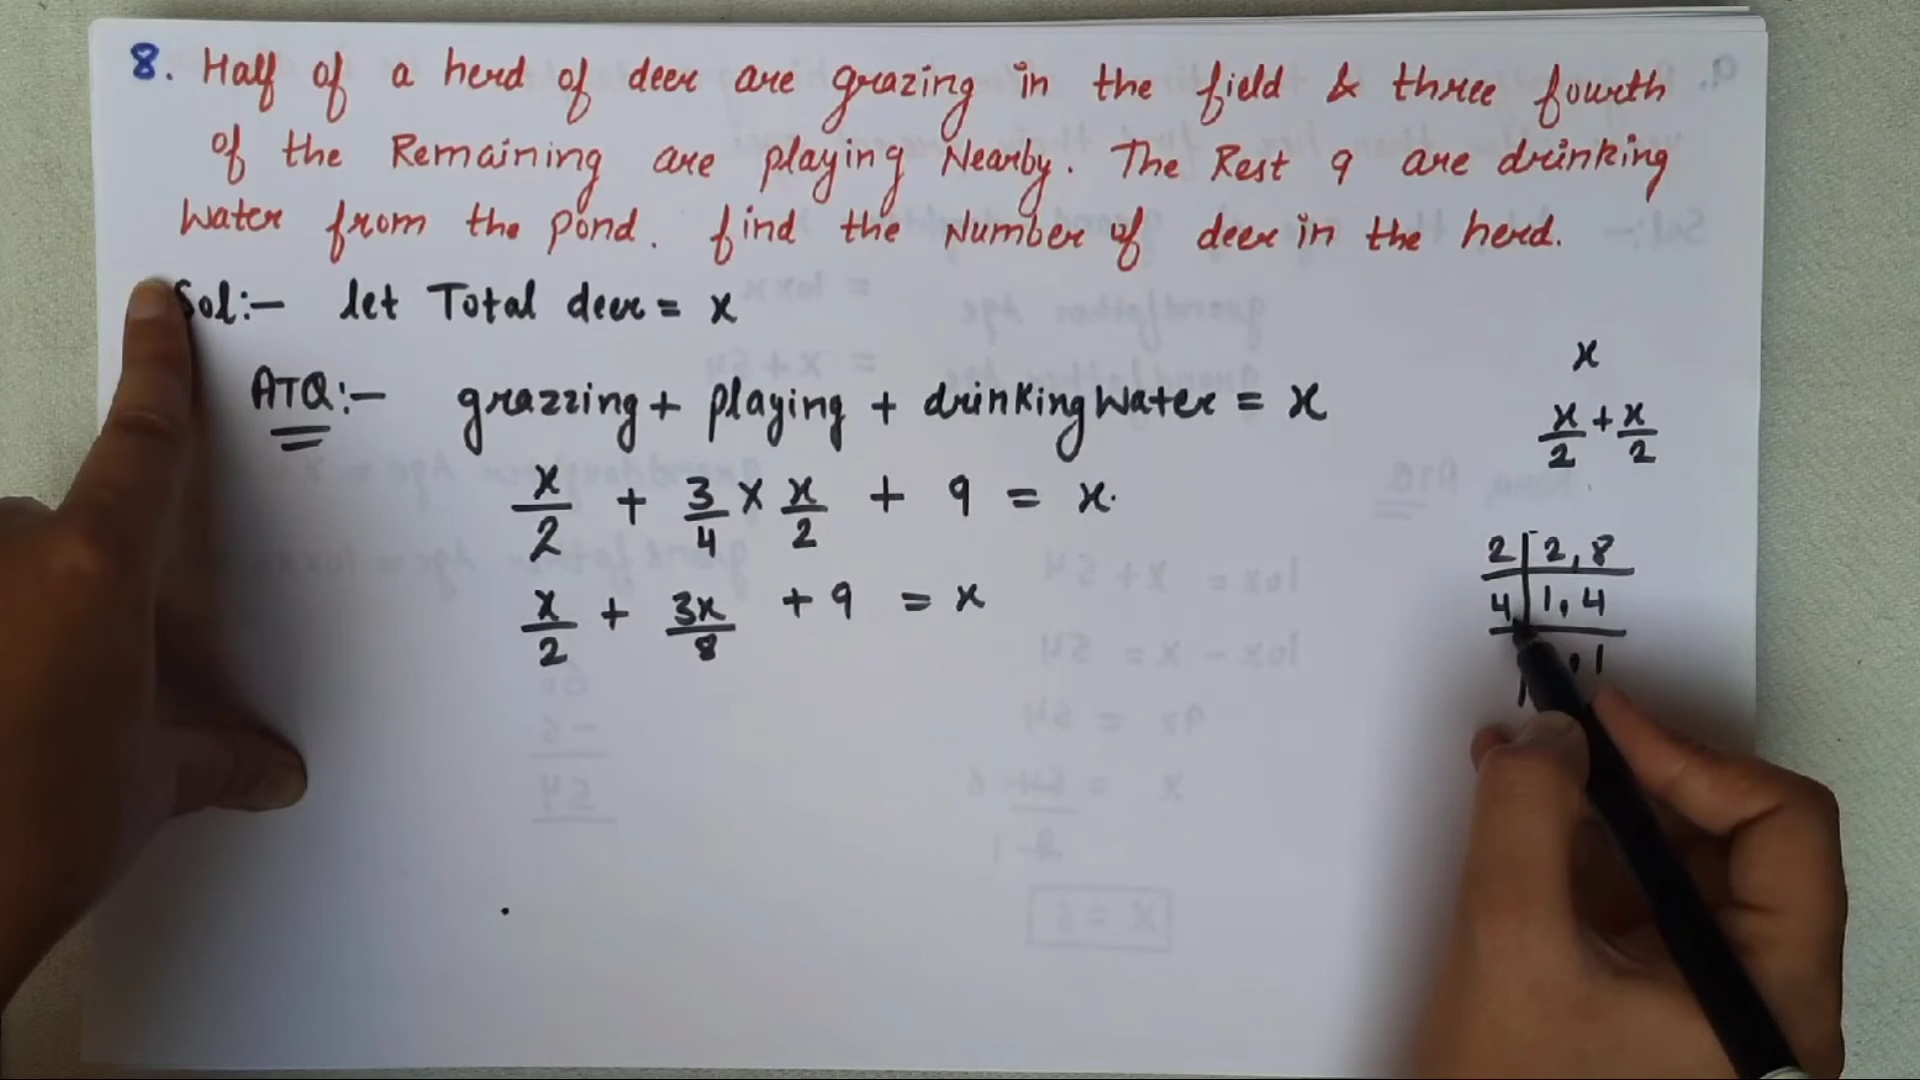 8. Half of a herd of deer are grazing in the field & three fourth
of the Remaining are playing Nearby. The Rest 9 are drinking
Water from the pond. find the Number of deer in the herd.
Sol:- let Total deer = x
ATQ:- grazzing + playing + drinking Water = x
x/2 + 3/4 × x/2 + 9 = x.
x/2 + 3x/8 + 9 = x
x
x/2 + x/2
2 | 2, 8
4 | 1, 4
, 1